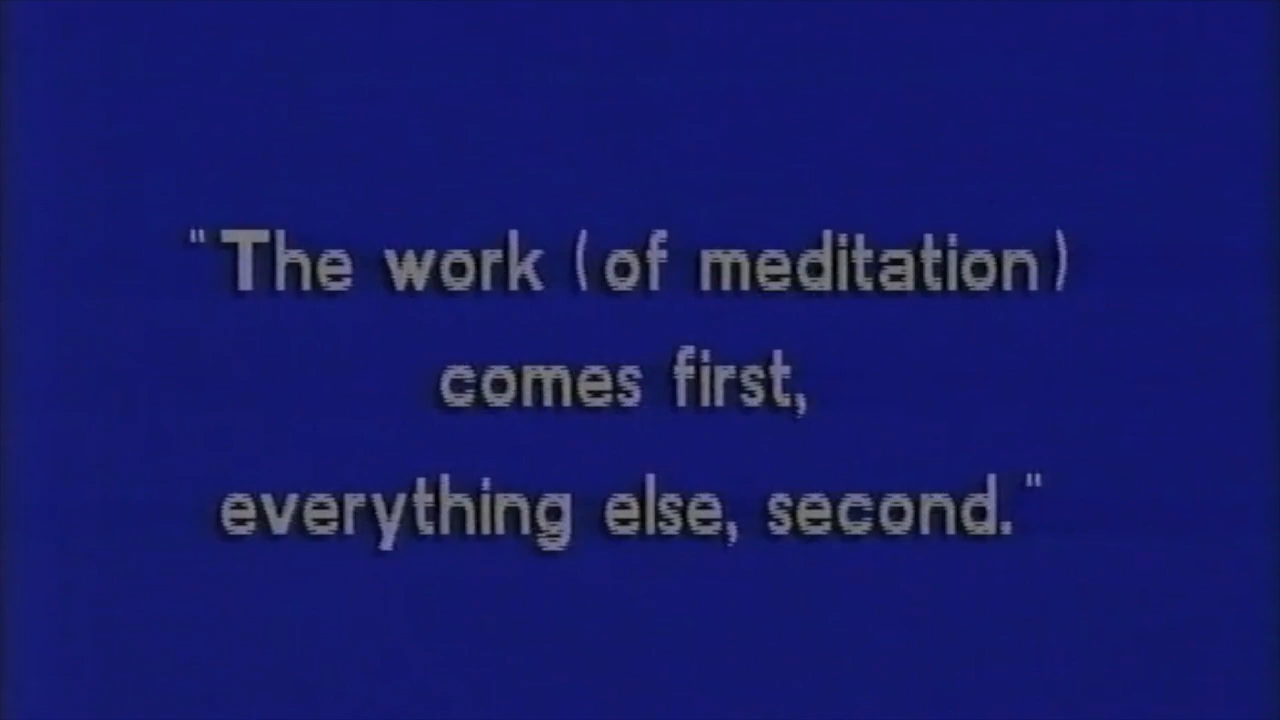 "The work (of meditation)
comes first,
everything else, second."